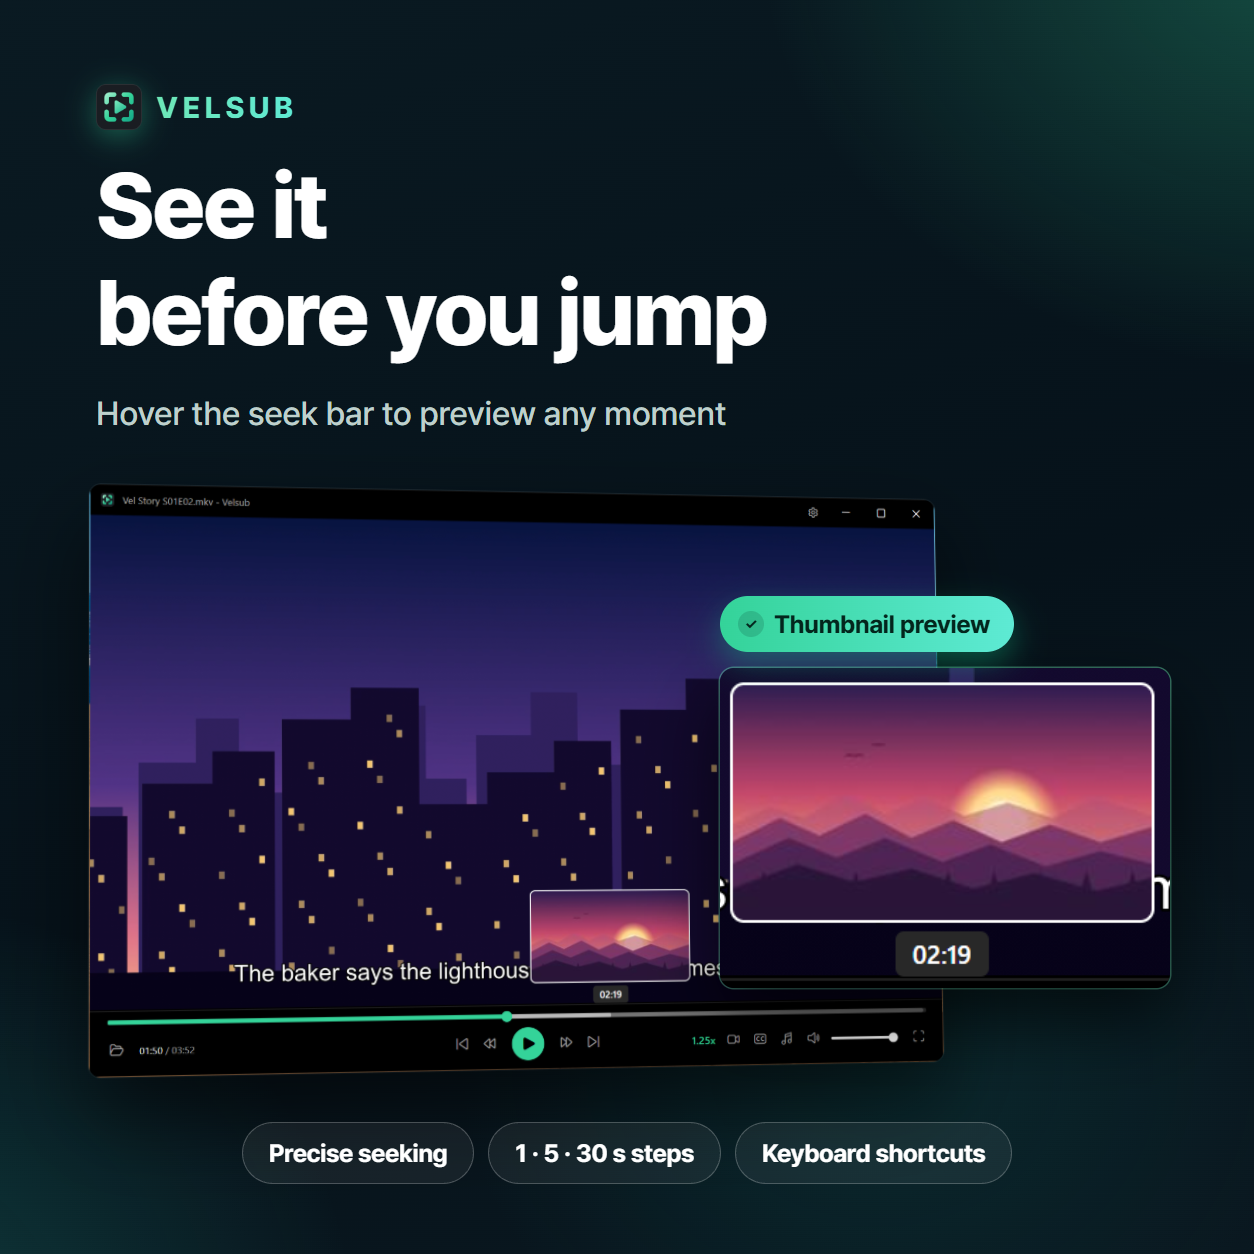 VELSUB
See it
before you jump
Hover the seek bar to preview any moment
Vel Story S01E02.mkv - Velsub
Thumbnail preview
02:19
The baker says the lighthous
mes
02:19
01:50 / 03:52
1.25x
CC
Precise seeking
1 · 5 · 30 s steps
Keyboard shortcuts